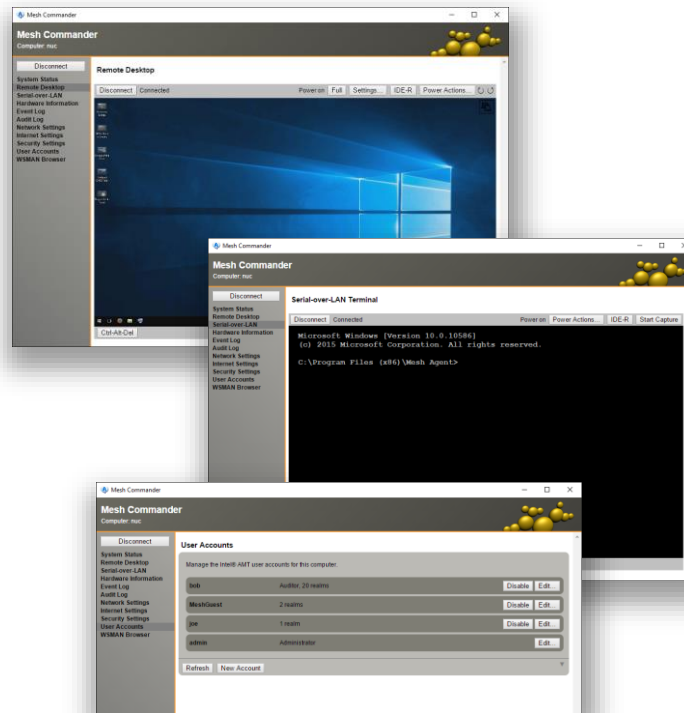 Mesh Commander
Mesh Commander
Computer: nuc
Disconnect
System Status
Remote Desktop
Serial-over-LAN
Hardware Information
Event Log
Audit Log
Network Settings
Internet Settings
Security Settings
User Accounts
WSMAN Browser
Remote Desktop
Disconnect Connected Power on Full Settings... IDE-R Power Actions...
Ctrl-Alt-Del
Mesh Commander
Mesh Commander
Computer: nuc
Disconnect
System Status
Remote Desktop
Serial-over-LAN
Hardware Information
Event Log
Audit Log
Network Settings
Internet Settings
Security Settings
User Accounts
WSMAN Browser
Serial-over-LAN Terminal
Disconnect Connected Power on Power Actions... IDE-R Start Capture
Microsoft Windows [Version 10.0.10586]
(c) 2015 Microsoft Corporation. All rights reserved.
C:\Program Files (x86)\Mesh Agent>
Mesh Commander
Mesh Commander
Computer: nuc
Disconnect
System Status
Remote Desktop
Serial-over-LAN
Hardware Information
Event Log
Audit Log
Network Settings
Internet Settings
Security Settings
User Accounts
WSMAN Browser
User Accounts
Manage the Intel® AMT user accounts for this computer.
bob Auditor, 20 realms Disable Edit...
MeshGuest 2 realms Disable Edit...
joe 1 realm Disable Edit...
admin Administrator Edit...
Refresh New Account